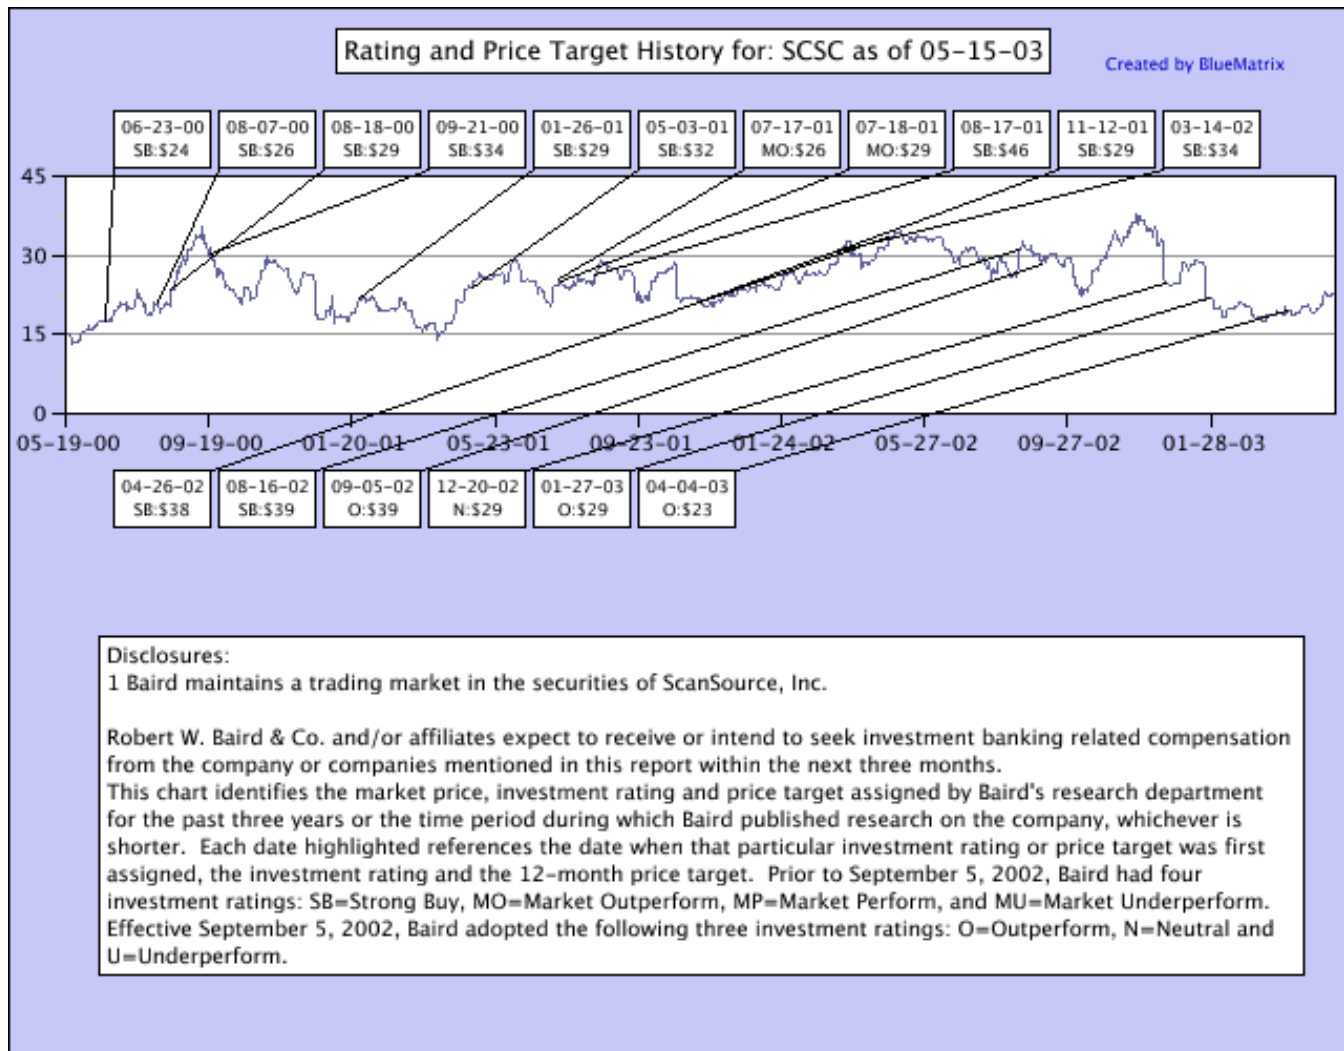 Rating and Price Target History for: SCSC as of 05-15-03
Created by BlueMatrix
06-23-00
SB:$24
08-07-00
SB:$26
08-18-00
SB:$29
09-21-00
SB:$34
01-26-01
SB:$29
05-03-01
SB:$32
07-17-01
MO:$26
07-18-01
MO:$29
08-17-01
SB:$46
11-12-01
SB:$29
03-14-02
SB:$34
45
30
15
0
05-19-00
09-19-00
01-20-01
05-23-01
09-23-01
01-24-02
05-27-02
09-27-02
01-28-03
04-26-02
SB:$38
08-16-02
SB:$39
09-05-02
O:$39
12-20-02
N:$29
01-27-03
O:$29
04-04-03
O:$23
Disclosures:
1 Baird maintains a trading market in the securities of ScanSource, Inc.
Robert W. Baird & Co. and/or affiliates expect to receive or intend to seek investment banking related compensation
from the company or companies mentioned in this report within the next three months.
This chart identifies the market price, investment rating and price target assigned by Baird's research department
for the past three years or the time period during which Baird published research on the company, whichever is
shorter.  Each date highlighted references the date when that particular investment rating or price target was first
assigned, the investment rating and the 12-month price target.  Prior to September 5, 2002, Baird had four
investment ratings: SB=Strong Buy, MO=Market Outperform, MP=Market Perform, and MU=Market Underperform.
Effective September 5, 2002, Baird adopted the following three investment ratings: O=Outperform, N=Neutral and
U=Underperform.